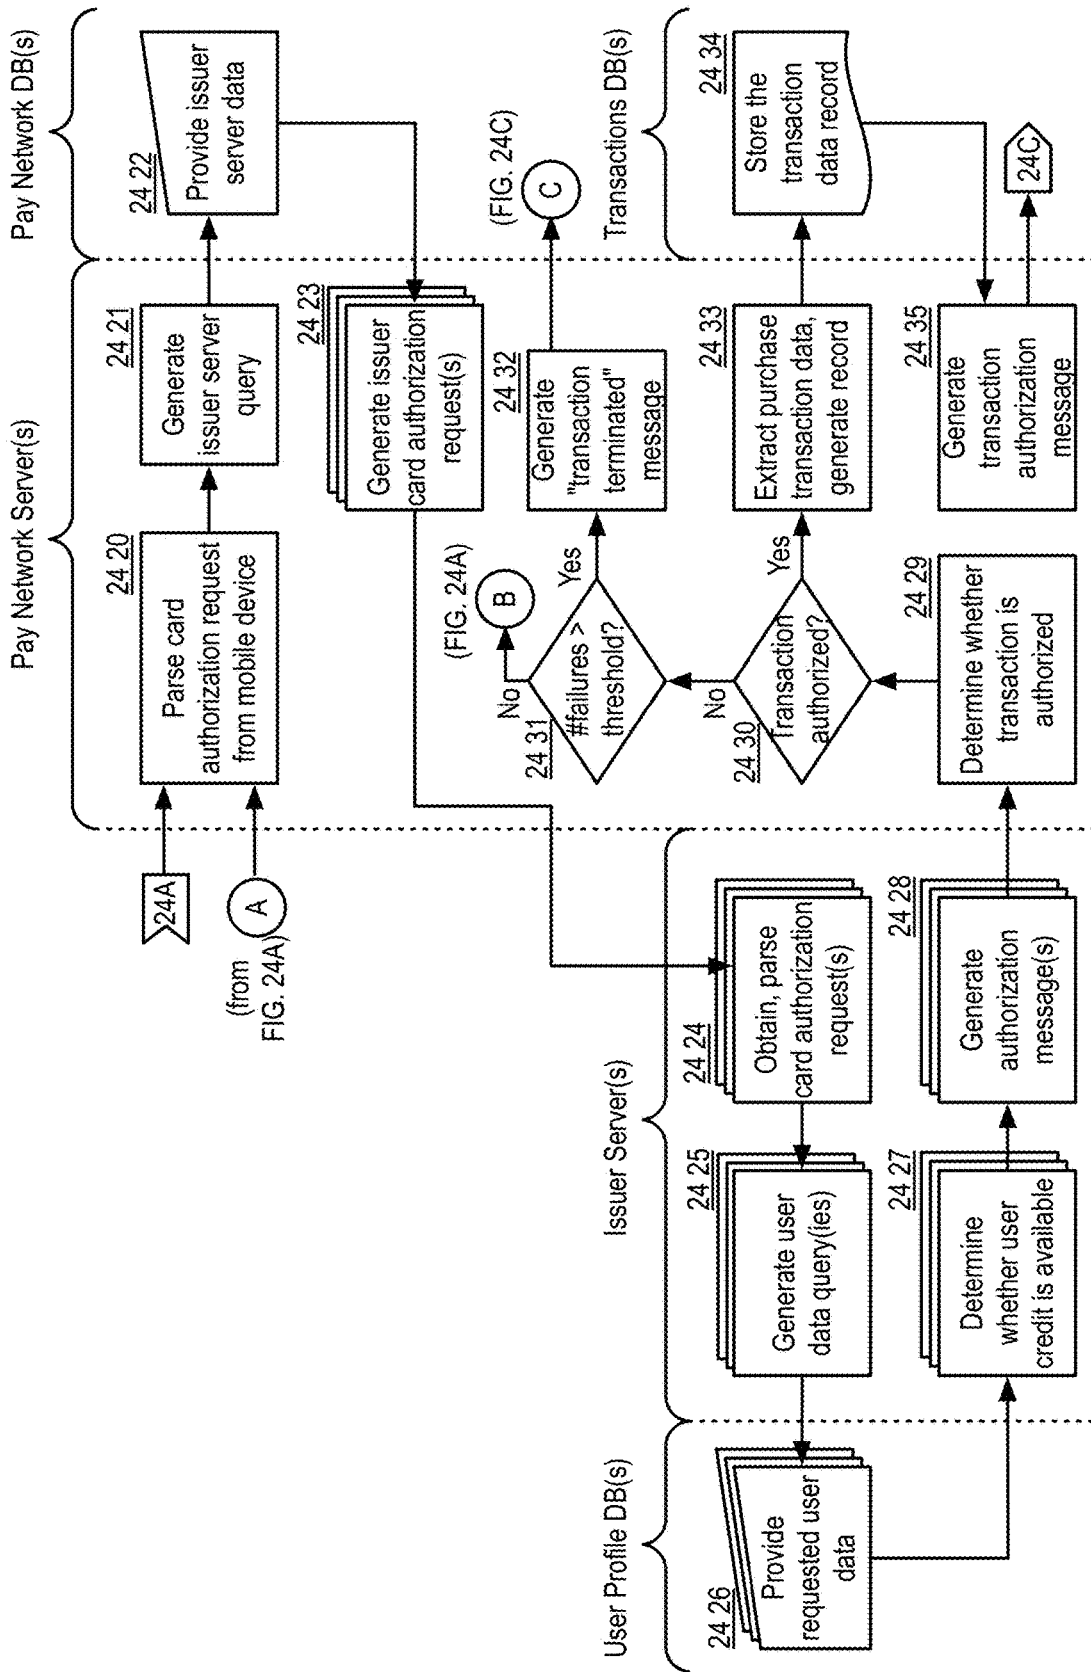 User Profile DB(s)
Issuer Server(s)
Pay Network Server(s)
Pay Network DB(s)
24A
(from
FIG. 24A)
A
24 20
Parse card
authorization request
from mobile device
24 21
Generate
issuer server
query
24 22
Provide issuer
server data
24 23
Generate issuer
card authorization
request(s)
24 24
Obtain, parse
card authorization
request(s)
24 25
Generate user
data query(ies)
24 26
Provide
requested user
data
24 27
Determine
whether user
credit is available
24 28
Generate
authorization
message(s)
24 29
Determine whether
transaction is
authorized
24 30
Transaction
authorized?
No
Yes
24 31
#failures >
threshold?
No
Yes
(FIG. 24A)
B
24 32
Generate
"transaction
terminated"
message
(FIG. 24C)
C
24 33
Extract purchase
transaction data,
generate record
Transactions DB(s)
24 34
Store the
transaction
data record
24 35
Generate
transaction
authorization
message
24C